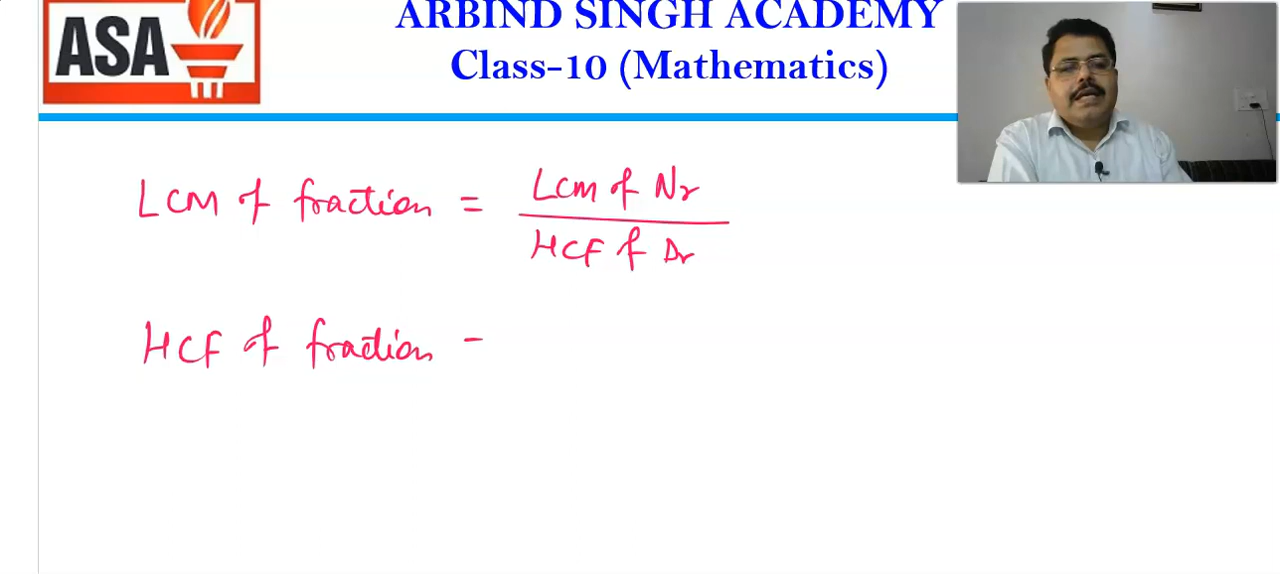 ASA
ARBIND SINGH ACADEMY
Class-10 (Mathematics)
LCM of fraction = LCM of Nr
HCF of Dr
HCF of fraction -